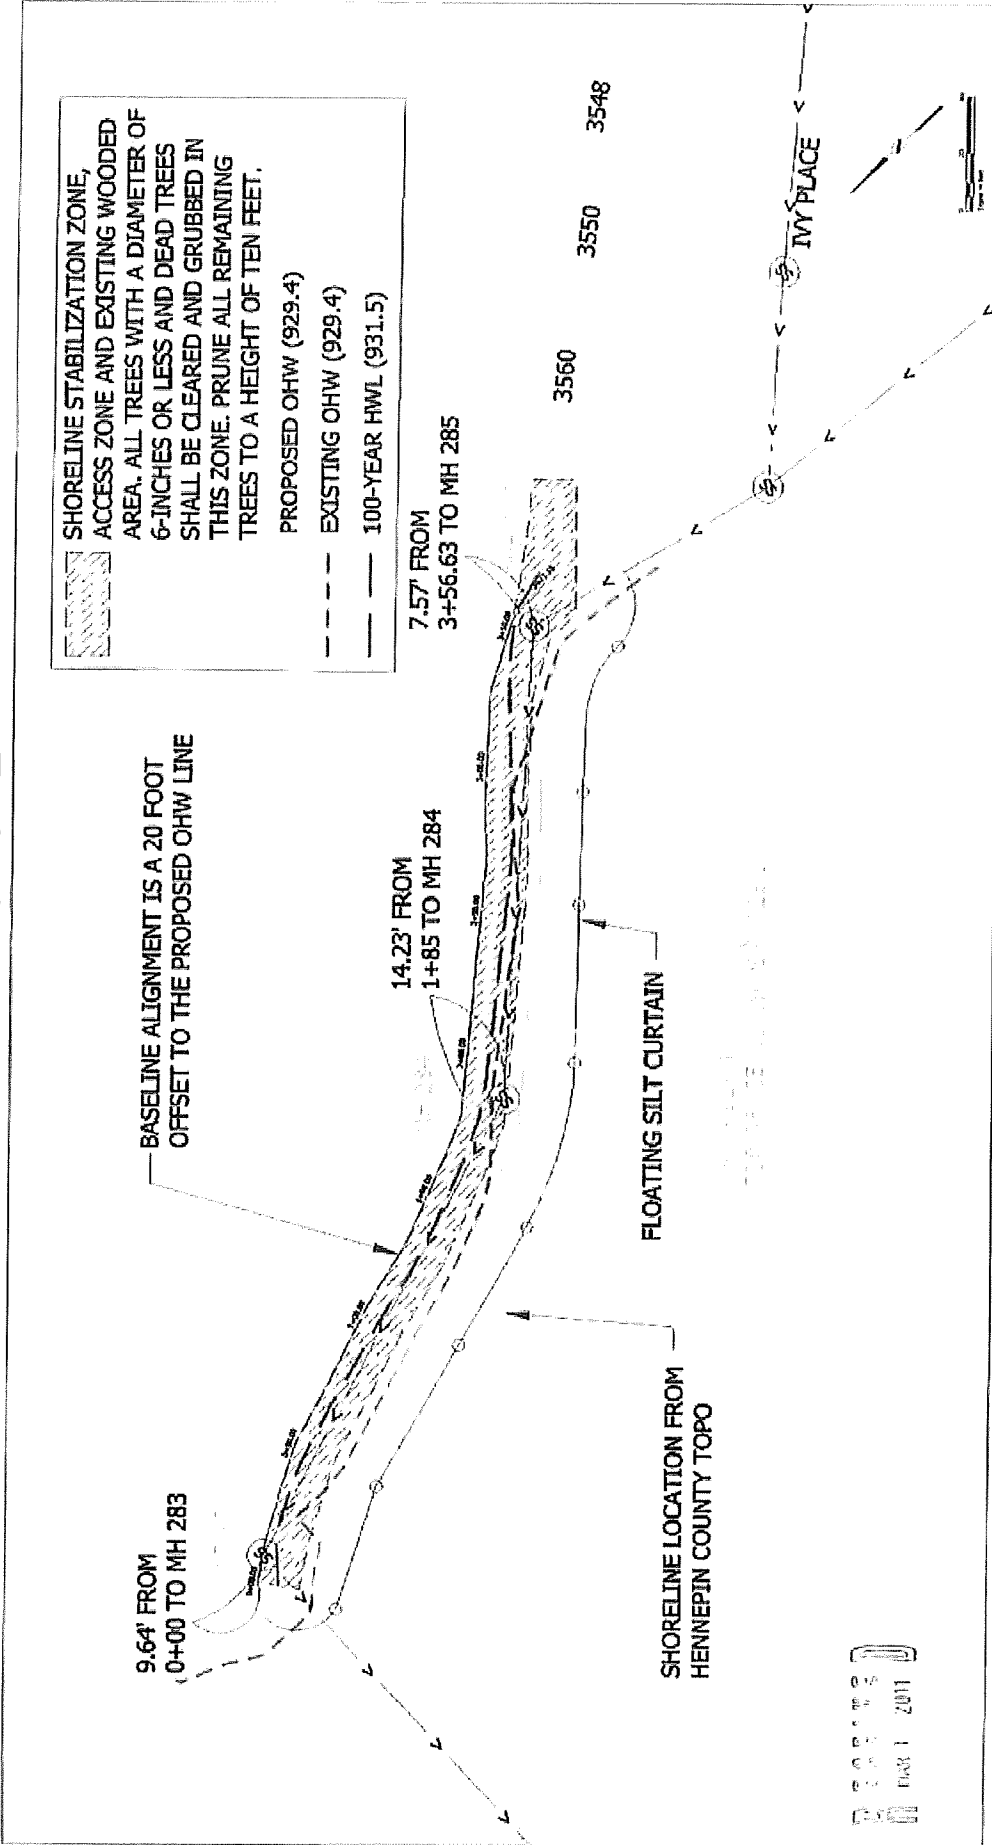 SHORELINE STABILIZATION ZONE,
ACCESS ZONE AND EXISTING WOODED
AREA. ALL TREES WITH A DIAMETER OF
6-INCHES OR LESS AND DEAD TREES
SHALL BE CLEARED AND GRUBBED IN
THIS ZONE. PRUNE ALL REMAINING
TREES TO A HEIGHT OF TEN FEET.
PROPOSED OHW (929.4)
EXISTING OHW (929.4)
100-YEAR HWL (931.5)
BASELINE ALIGNMENT IS A 20 FOOT
OFFSET TO THE PROPOSED OHW LINE
9.64' FROM
0+00 TO MH 283
14.23' FROM
1+85 TO MH 284
7.57' FROM
3+56.63 TO MH 285
3560
3550
3548
IVY PLACE
FLOATING SILT CURTAIN
SHORELINE LOCATION FROM
HENNEPIN COUNTY TOPO
MAR 1 2011